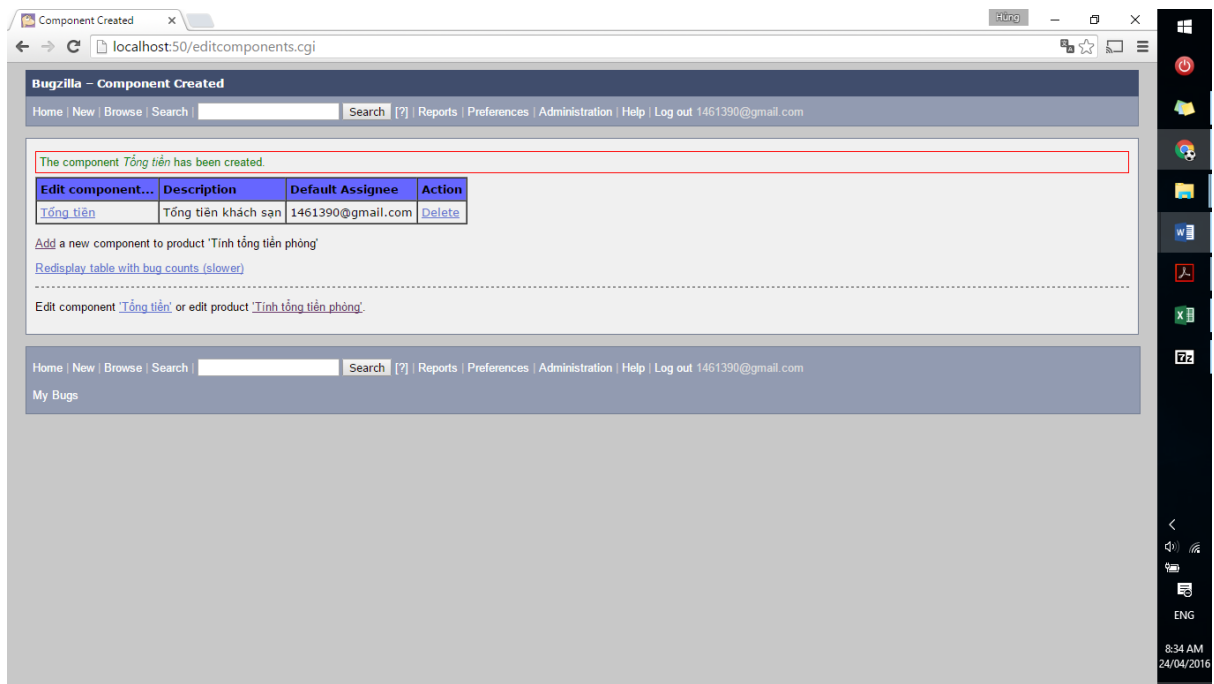 Component Created
Hùng
localhost:50/editcomponents.cgi
Bugzilla – Component Created
Home | New | Browse | Search | Search [?] | Reports | Preferences | Administration | Help | Log out 1461390@gmail.com
The component Tổng tiền has been created.
Edit component... Description Default Assignee Action
Tổng tiền Tổng tiền khách sạn 1461390@gmail.com Delete
Add a new component to product 'Tính tổng tiền phòng'
Redisplay table with bug counts (slower)
Edit component 'Tổng tiền' or edit product 'Tính tổng tiền phòng'.
Home | New | Browse | Search | Search [?] | Reports | Preferences | Administration | Help | Log out 1461390@gmail.com
My Bugs
ENG
8:34 AM
24/04/2016